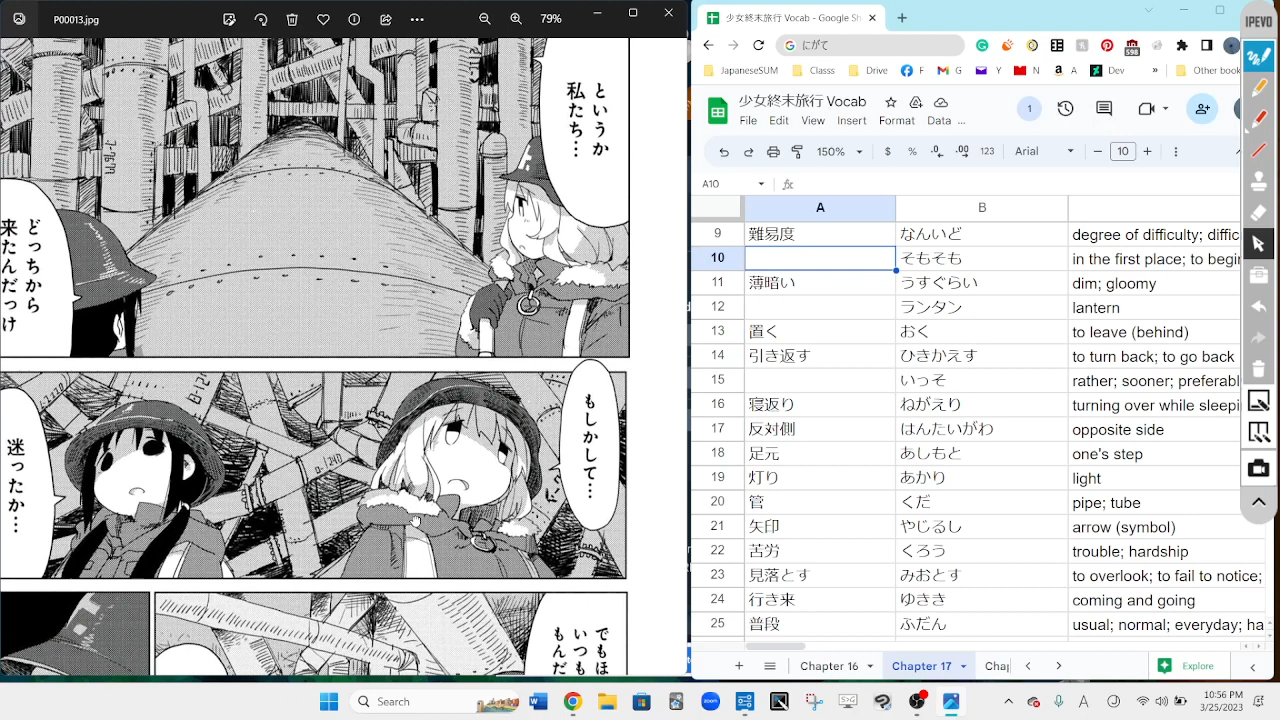 P00013.jpg
79%
というか
私たち…
どっちから
来たんだっけ
もしかして…
迷ったか…
でもほ
いつも
もんだ
B-12
B-1240
少女終末旅行 Vocab - Google Sh
にがて
JapaneseSUM
Classs
Drive
F
G
Y
N
A
Der
»
Other book
少女終末旅行 Vocab
File
Edit
View
Insert
Format
Data ...
1
150%
$
%
.0
.00
123
Arial
10
A10
fx
A
B
9 難易度 なんいど degree of difficulty; diffic
10 そもそも in the first place; to begin
11 薄暗い うすぐらい dim; gloomy
12 ランタン lantern
13 置く おく to leave (behind)
14 引き返す ひきかえす to turn back; to go back
15 いっそ rather; sooner; preferabl
16 寝返り ねがえり turning over while sleepi
17 反対側 はんたいがわ opposite side
18 足元 あしもと one's step
19 灯り あかり light
20 管 くだ pipe; tube
21 矢印 やじるし arrow (symbol)
22 苦労 くろう trouble; hardship
23 見落とす みおとす to overlook; to fail to notice;
24 行き来 ゆきき coming and going
25 普段 ふだん usual; normal; everyday; ha
Chapter 16
Chapter 17
Chap
Explore
IPEVO
Search
zoom
A
10:56 PM